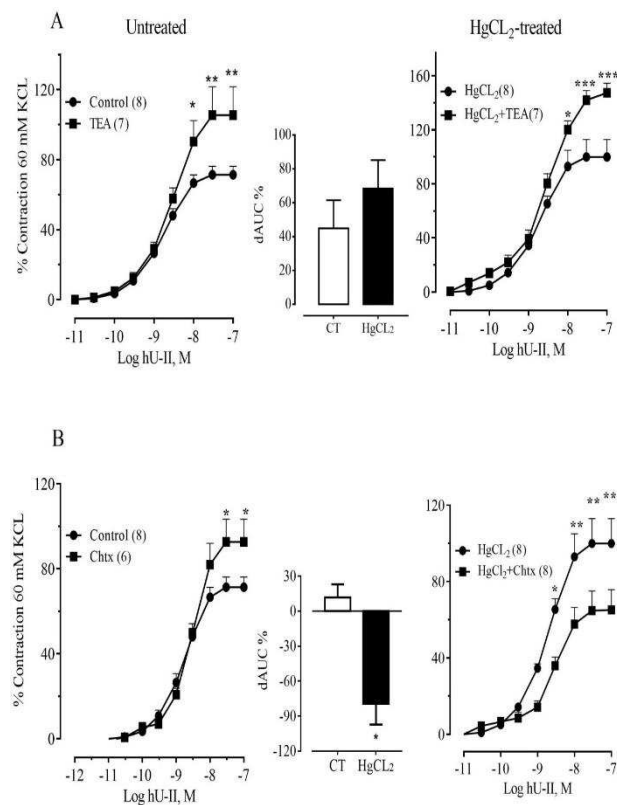 A
Untreated
HgCL2-treated
% Contraction 60 mM KCL
120
80
40
0
Control (8)
TEA (7)
*
**
**
-11 -10 -9 -8 -7
Log hU-II, M
dAUC %
100
80
60
40
20
0
CT HgCL2
160
120
80
40
0
HgCL2(8)
HgCL2+TEA(7)
*
***
***
-11 -10 -9 -8 -7
Log hU-II, M
B
% Contraction 60 mM KCL
120
80
40
0
Control (8)
Chtx (6)
* *
-12 -11 -10 -9 -8 -7
Log hU-II, M
dAUC %
30
0
-30
-60
-90
-120
*
CT HgCL2
120
80
40
0
HgCL2(8)
HgCl2+Chtx (8)
*
**
**
**
-11 -10 -9 -8 -7
Log hU-II, M